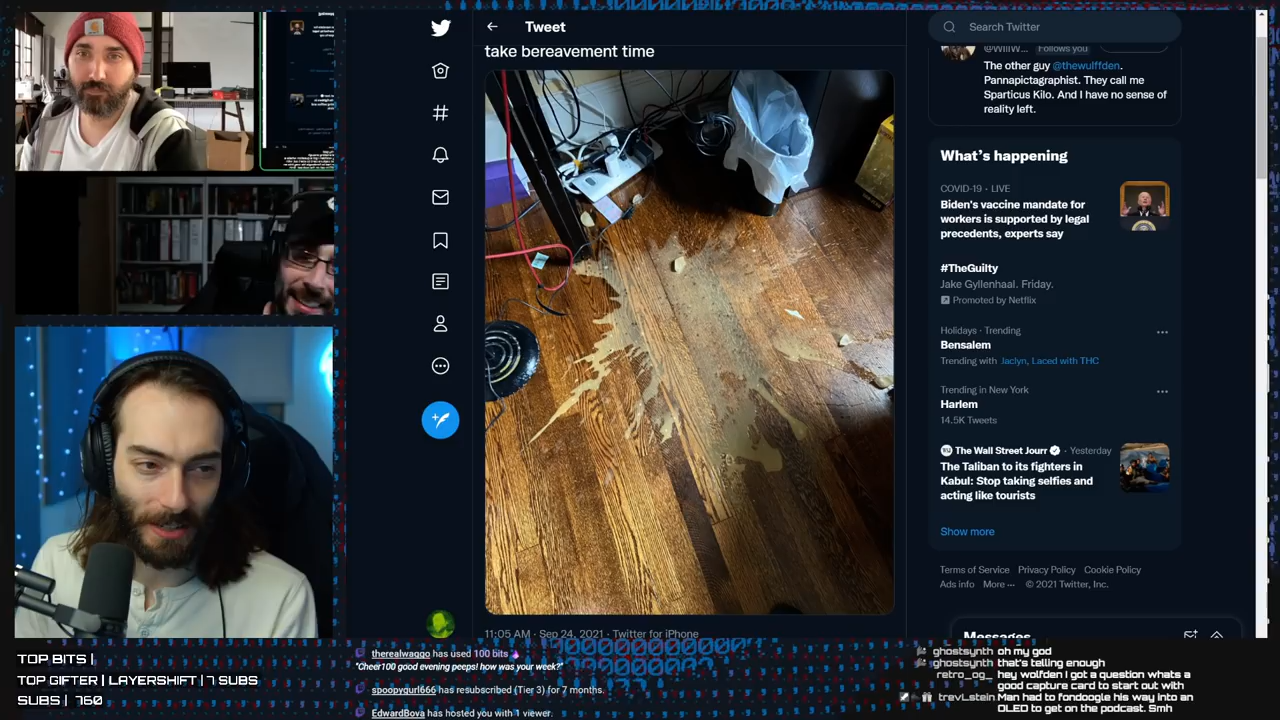 Tweet
take bereavement time
11:05 AM · Sep 24, 2021 · Twitter for iPhone
Search Twitter
Follows you
The other guy @thewulffden.
Pannapictagraphist. They call me
Sparticus Kilo. And I have no sense of
reality left.
What's happening
COVID-19 · LIVE
Biden's vaccine mandate for
workers is supported by legal
precedents, experts say
#TheGuilty
Jake Gyllenhaal. Friday.
Promoted by Netflix
Holidays · Trending
Bensalem
Trending with Jaclyn, Laced with THC
Trending in New York
Harlem
14.5K Tweets
The Wall Street Jourr · Yesterday
The Taliban to its fighters in
Kabul: Stop taking selfies and
acting like tourists
Show more
Terms of Service Privacy Policy Cookie Policy
Ads info More ··· © 2021 Twitter, Inc.
Messages
TOP BITS |
TOP GIFTER | LAYERSHIFT | 7 SUBS
SUBS | 760
therealwaqqo has used 100 bits
"Cheer100 good evening peeps! how was your week?"
spoopygurl666 has resubscribed (Tier 3) for 7 months.
EdwardBova has hosted you with 1 viewer.
ghostsynth oh my god
ghostsynth that's telling enough
retro_og_ hey wolfden I got a question whats
a good capture card to start out with
trevi_stein Man had to fondogle his way into an
OLED to get on the podcast. Smh